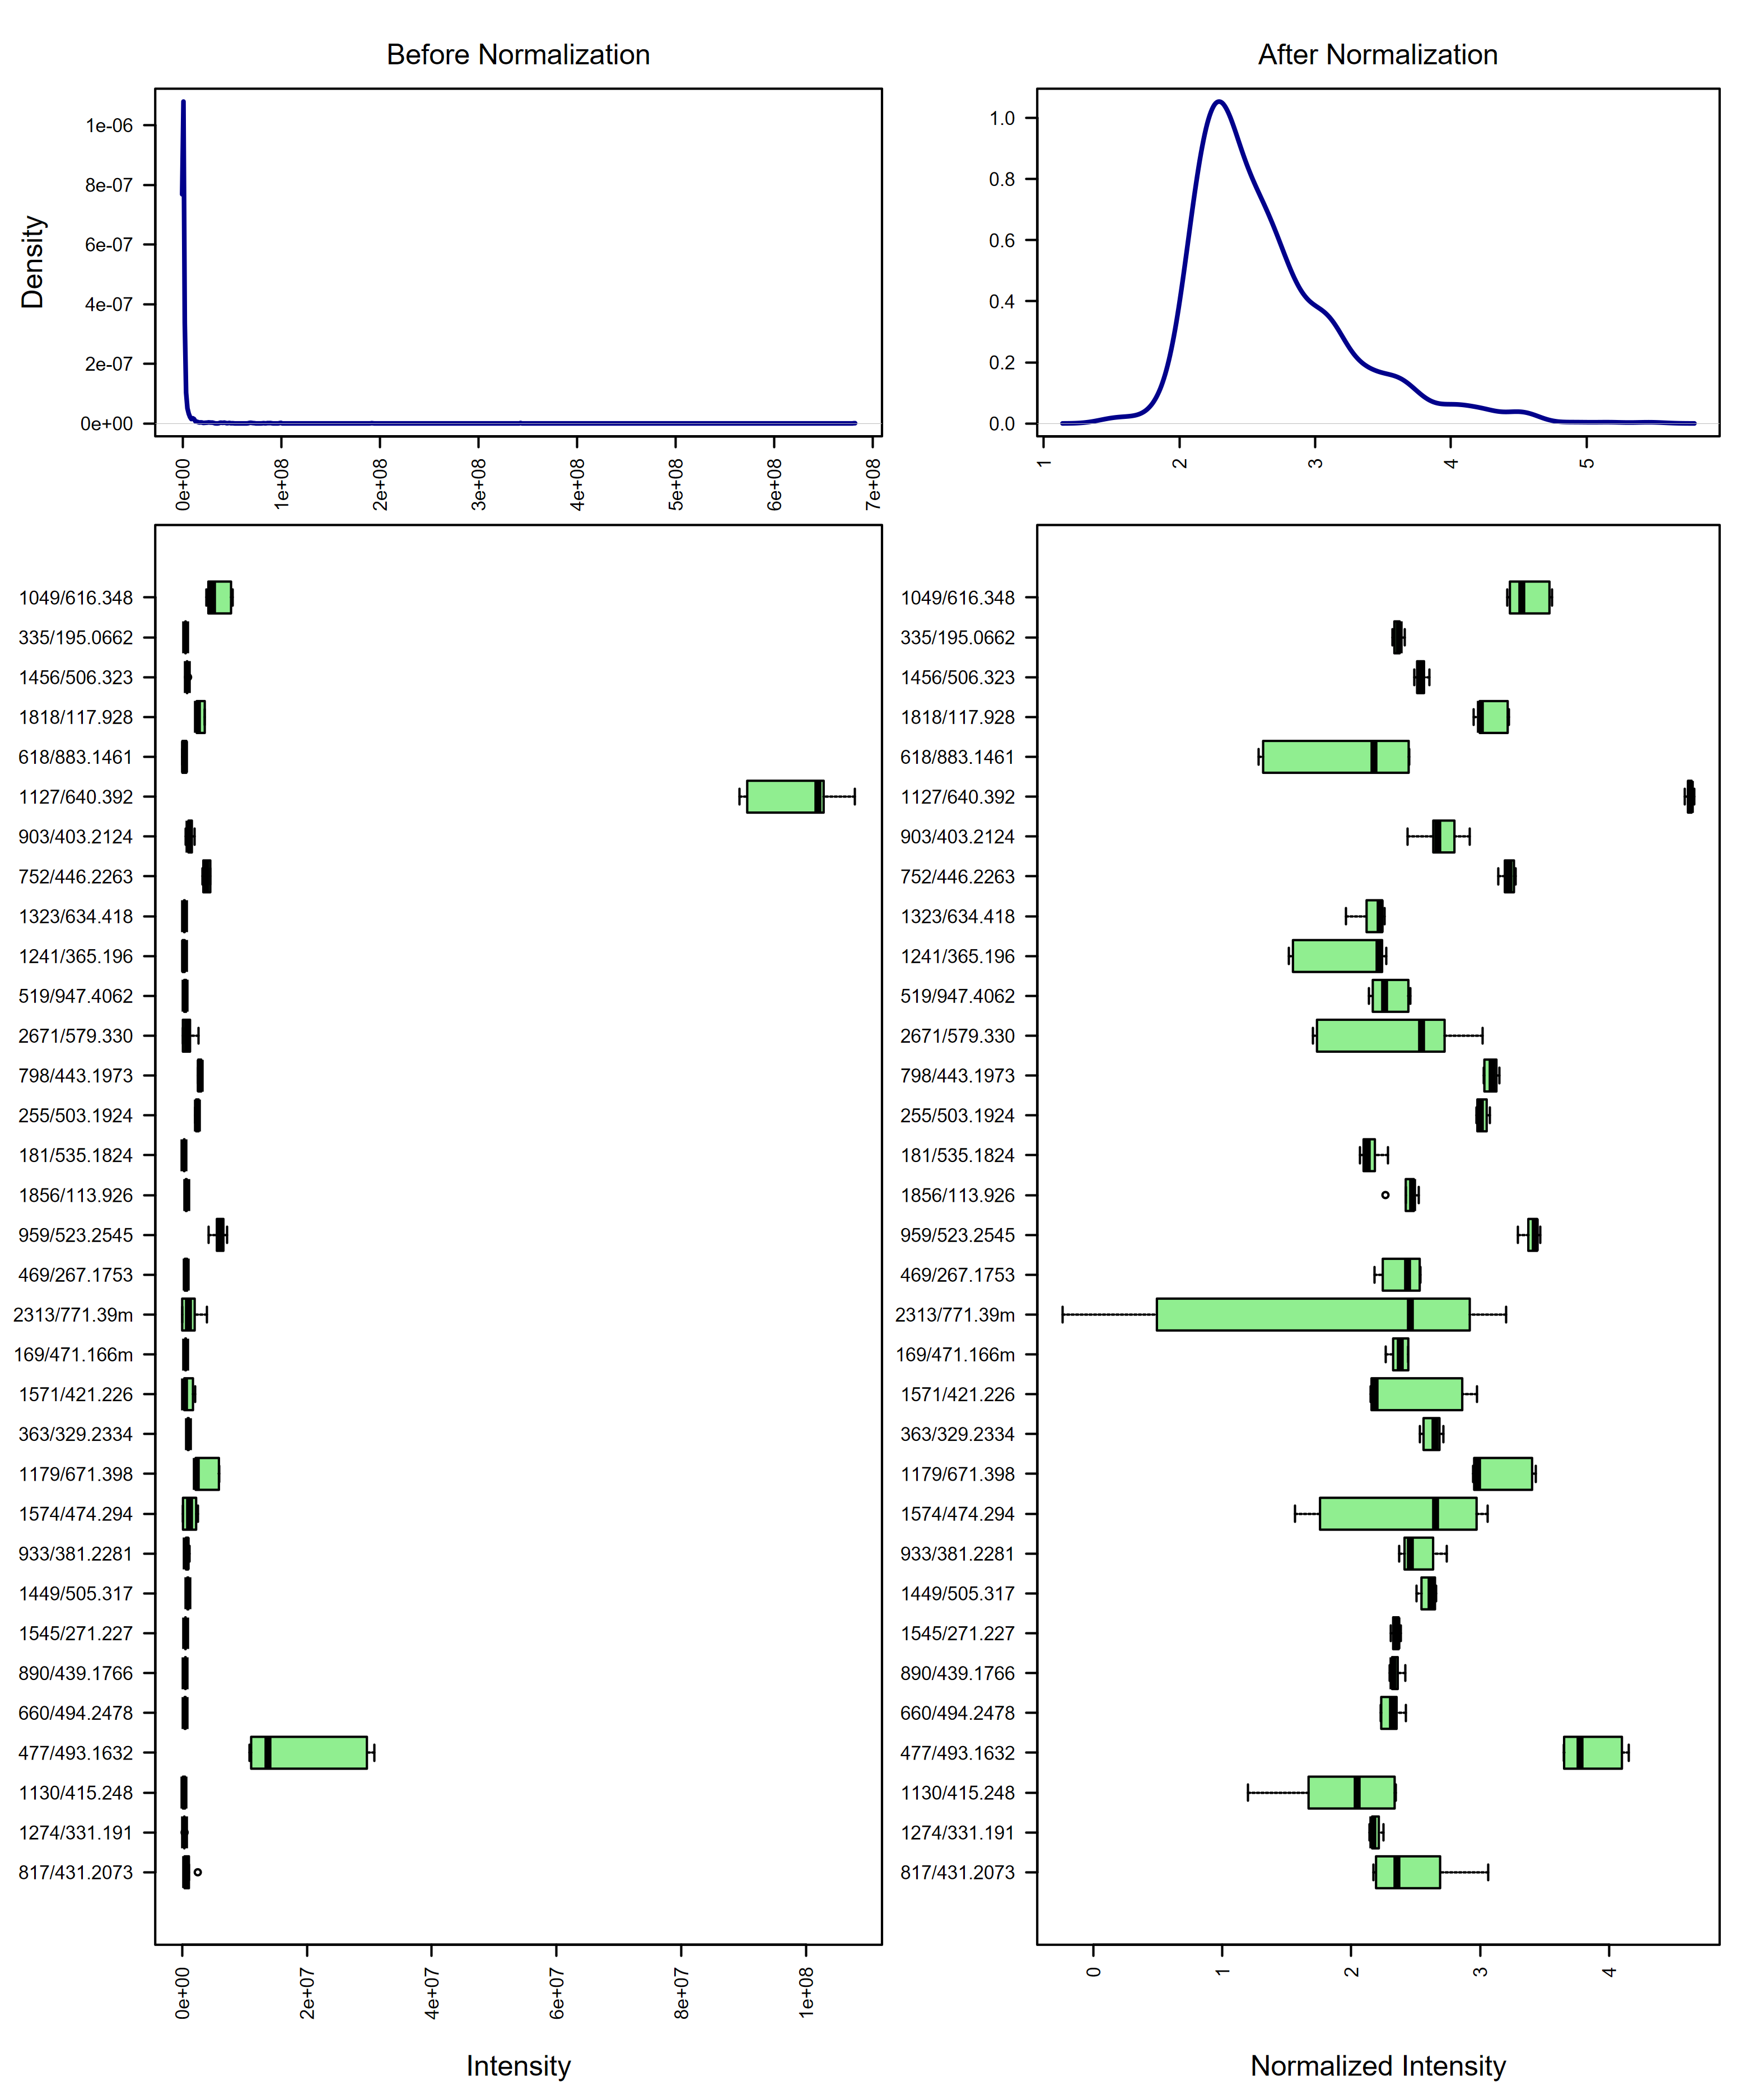 Before Normalization
After Normalization
Density
1e-06
8e-07
6e-07
4e-07
2e-07
0e+00
0e+00
1e+08
2e+08
3e+08
4e+08
5e+08
6e+08
7e+08
1.0
0.8
0.6
0.4
0.2
0.0
1
2
3
4
5
1049/616.348
335/195.0662
1456/506.323
1818/117.928
618/883.1461
1127/640.392
903/403.2124
752/446.2263
1323/634.418
1241/365.196
519/947.4062
2671/579.330
798/443.1973
255/503.1924
181/535.1824
1856/113.926
959/523.2545
469/267.1753
2313/771.39m
169/471.166m
1571/421.226
363/329.2334
1179/671.398
1574/474.294
933/381.2281
1449/505.317
1545/271.227
890/439.1766
660/494.2478
477/493.1632
1130/415.248
1274/331.191
817/431.2073
0e+00
2e+07
4e+07
6e+07
8e+07
1e+08
Intensity
1049/616.348
335/195.0662
1456/506.323
1818/117.928
618/883.1461
1127/640.392
903/403.2124
752/446.2263
1323/634.418
1241/365.196
519/947.4062
2671/579.330
798/443.1973
255/503.1924
181/535.1824
1856/113.926
959/523.2545
469/267.1753
2313/771.39m
169/471.166m
1571/421.226
363/329.2334
1179/671.398
1574/474.294
933/381.2281
1449/505.317
1545/271.227
890/439.1766
660/494.2478
477/493.1632
1130/415.248
1274/331.191
817/431.2073
0
1
2
3
4
Normalized Intensity